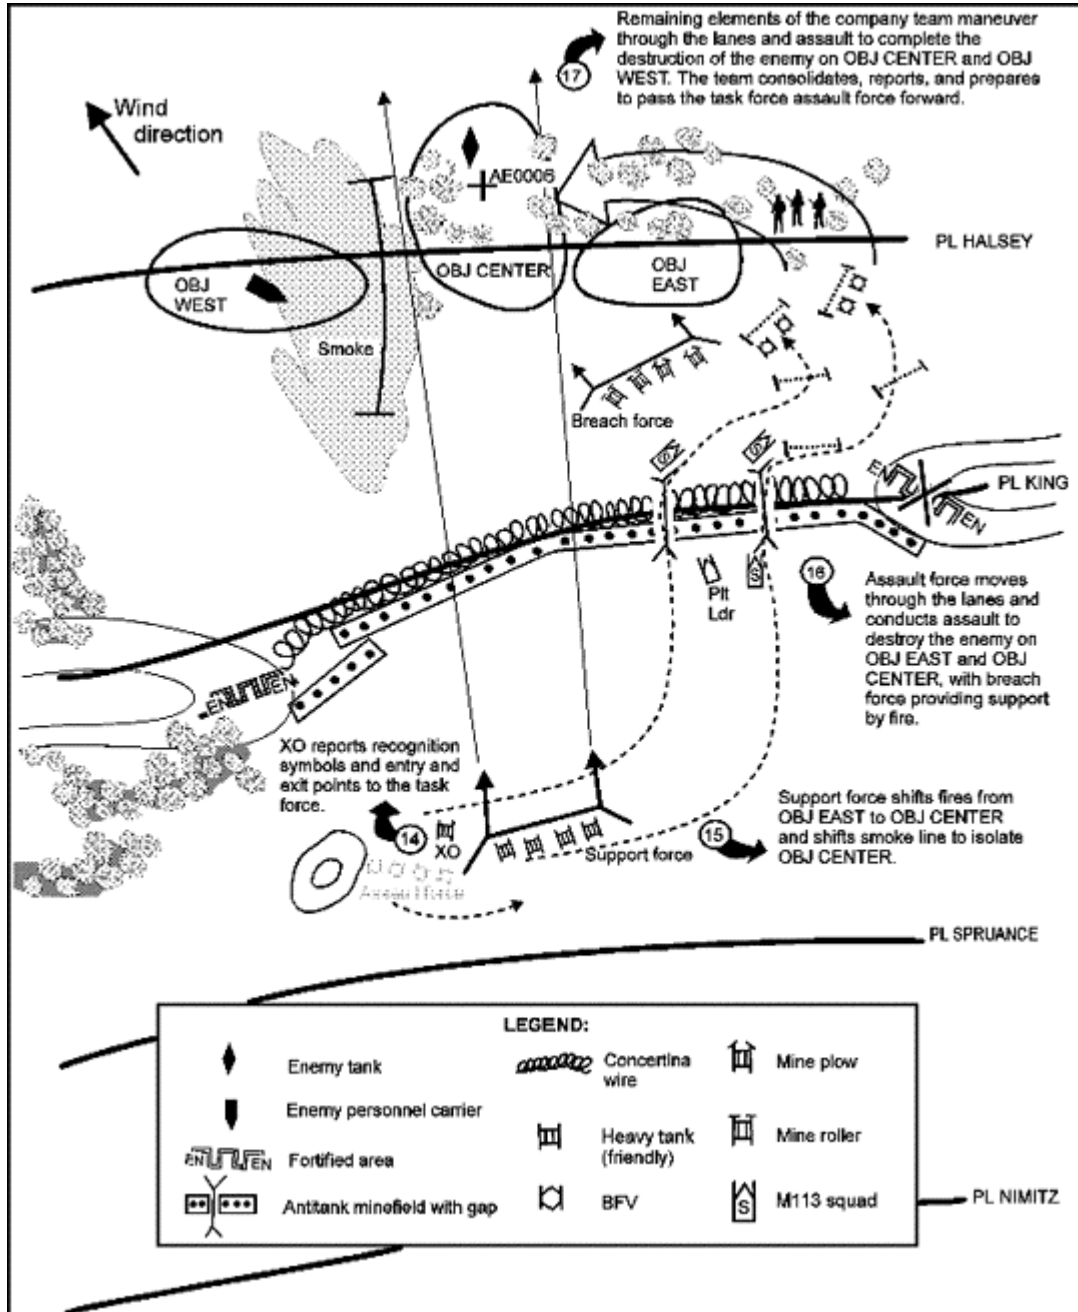 Remaining elements of the company team maneuver
through the lanes and assault to complete the
destruction of the enemy on OBJ CENTER and OBJ
WEST. The team consolidates, reports, and prepares
to pass the task force assault force forward.
17
Wind
direction
AE0006
PL HALSEY
OBJ CENTER
OBJ
EAST
OBJ
WEST
Smoke
Breach force
S
S
EN
EN
PL KING
Plt
Ldr
S
16
Assault force moves
through the lanes and
conducts assault to
destroy the enemy on
OBJ EAST and OBJ
CENTER, with breach
force providing support
by fire.
EN
EN
XO reports recognition
symbols and entry and
exit points to the task
force.
14
XO
Support force
15
Support force shifts fires from
OBJ EAST to OBJ CENTER
and shifts smoke line to isolate
OBJ CENTER.
Assault force
PL SPRUANCE
LEGEND:
Enemy tank
Concertina
wire
Mine plow
Enemy personnel carrier
Heavy tank
(friendly)
Mine roller
EN
EN
Fortified area
Antitank minefield with gap
BFV
S
M113 squad
PL NIMITZ